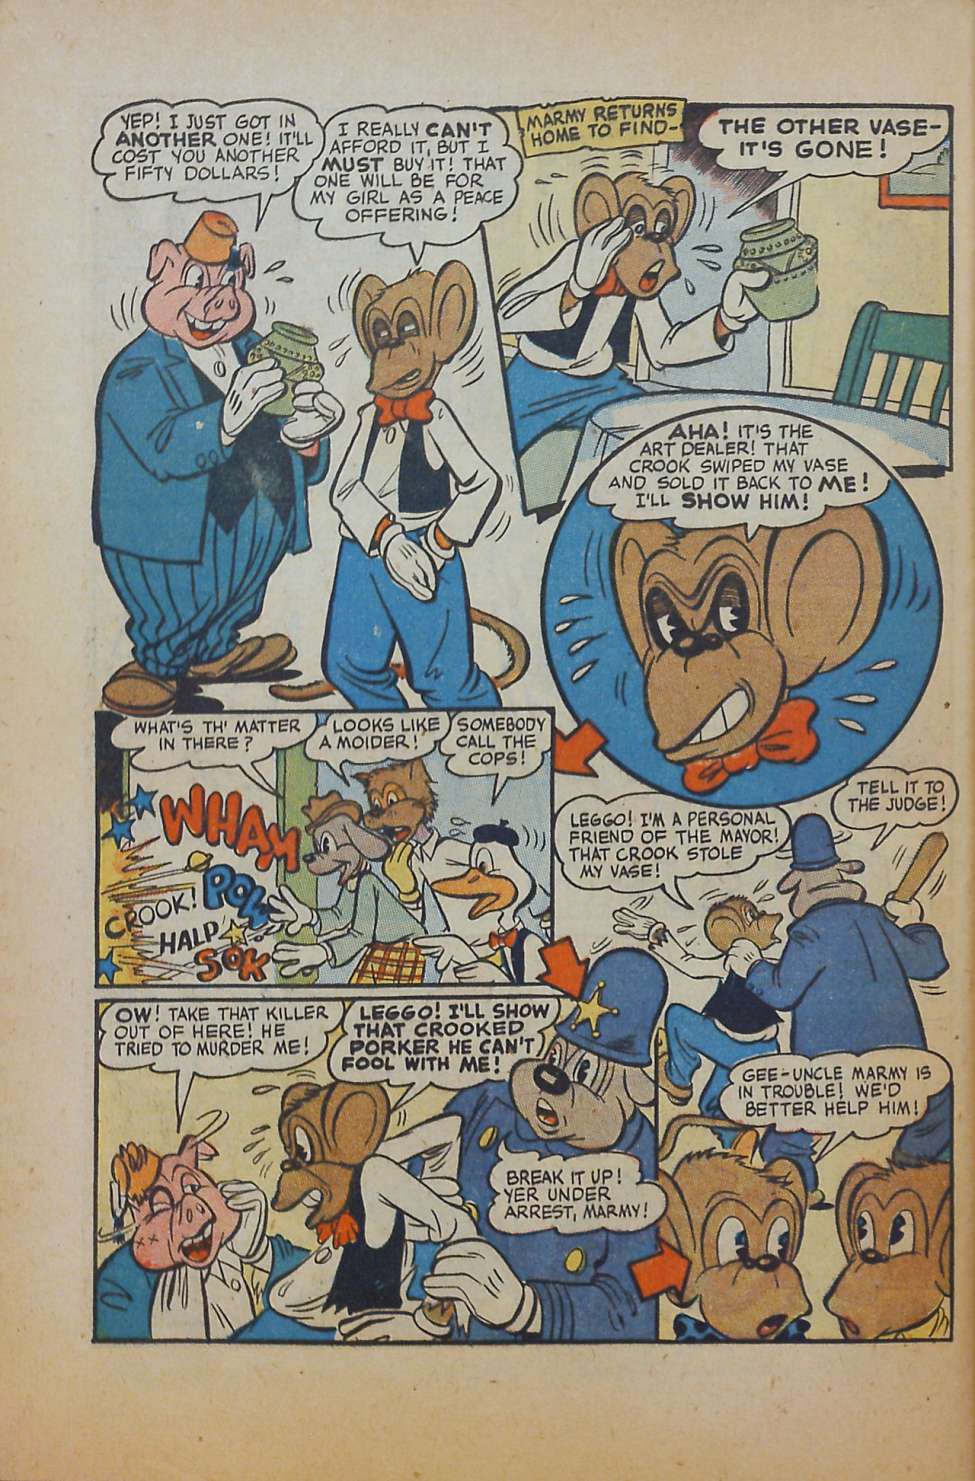 YEP! I JUST GOT IN
ANOTHER ONE! IT'LL
COST YOU ANOTHER
FIFTY DOLLARS!
I REALLY CAN'T
AFFORD IT, BUT I
MUST BUY IT! THAT
ONE WILL BE FOR
MY GIRL AS A PEACE
OFFERING!
MARMY RETURNS
HOME TO FIND-
THE OTHER VASE-
IT'S GONE!
AHA! IT'S THE
ART DEALER! THAT
CROOK SWIPED MY VASE
AND SOLD IT BACK TO ME!
I'LL SHOW HIM!
WHAT'S TH' MATTER
IN THERE?
LOOKS LIKE
A MOIDER!
SOMEBODY
CALL THE
COPS!
WHAM
POW
CROOK!
HALP
SOK
OW! TAKE THAT KILLER
OUT OF HERE! HE
TRIED TO MURDER ME!
LEGGO! I'LL SHOW
THAT CROOKED
PORKER HE CAN'T
FOOL WITH ME!
BREAK IT UP!
YER UNDER
ARREST, MARMY!
LEGGO! I'M A PERSONAL
FRIEND OF THE MAYOR!
THAT CROOK STOLE
MY VASE!
TELL IT TO
THE JUDGE!
GEE-UNCLE MARMY IS
IN TROUBLE! WE'D
BETTER HELP HIM!